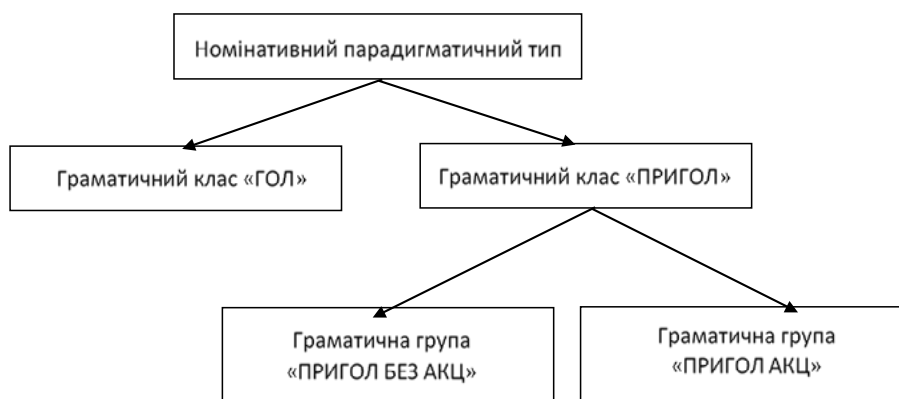 Номінативний парадигматичний тип
Граматичний клас «ГОЛ»
Граматичний клас «ПРИГОЛ»
Граматична група
«ПРИГОЛ БЕЗ АКЦ»
Граматична група
«ПРИГОЛ АКЦ»